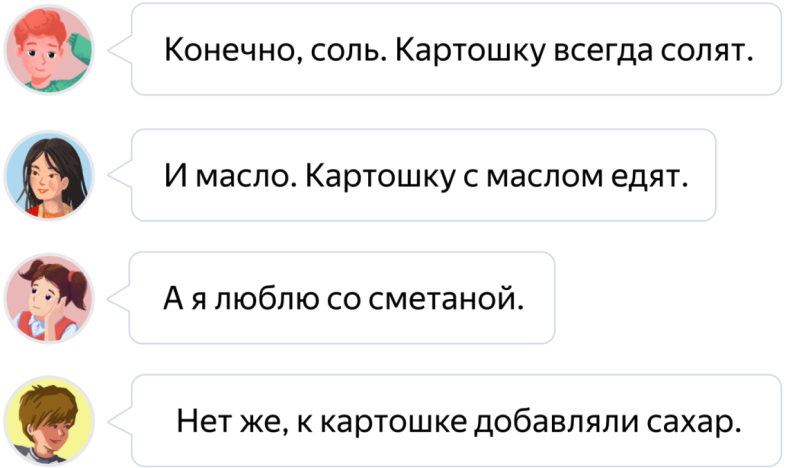 Конечно, соль. Картошку всегда солят.
И масло. Картошку с маслом едят.
А я люблю со сметаной.
Нет же, к картошке добавляли сахар.